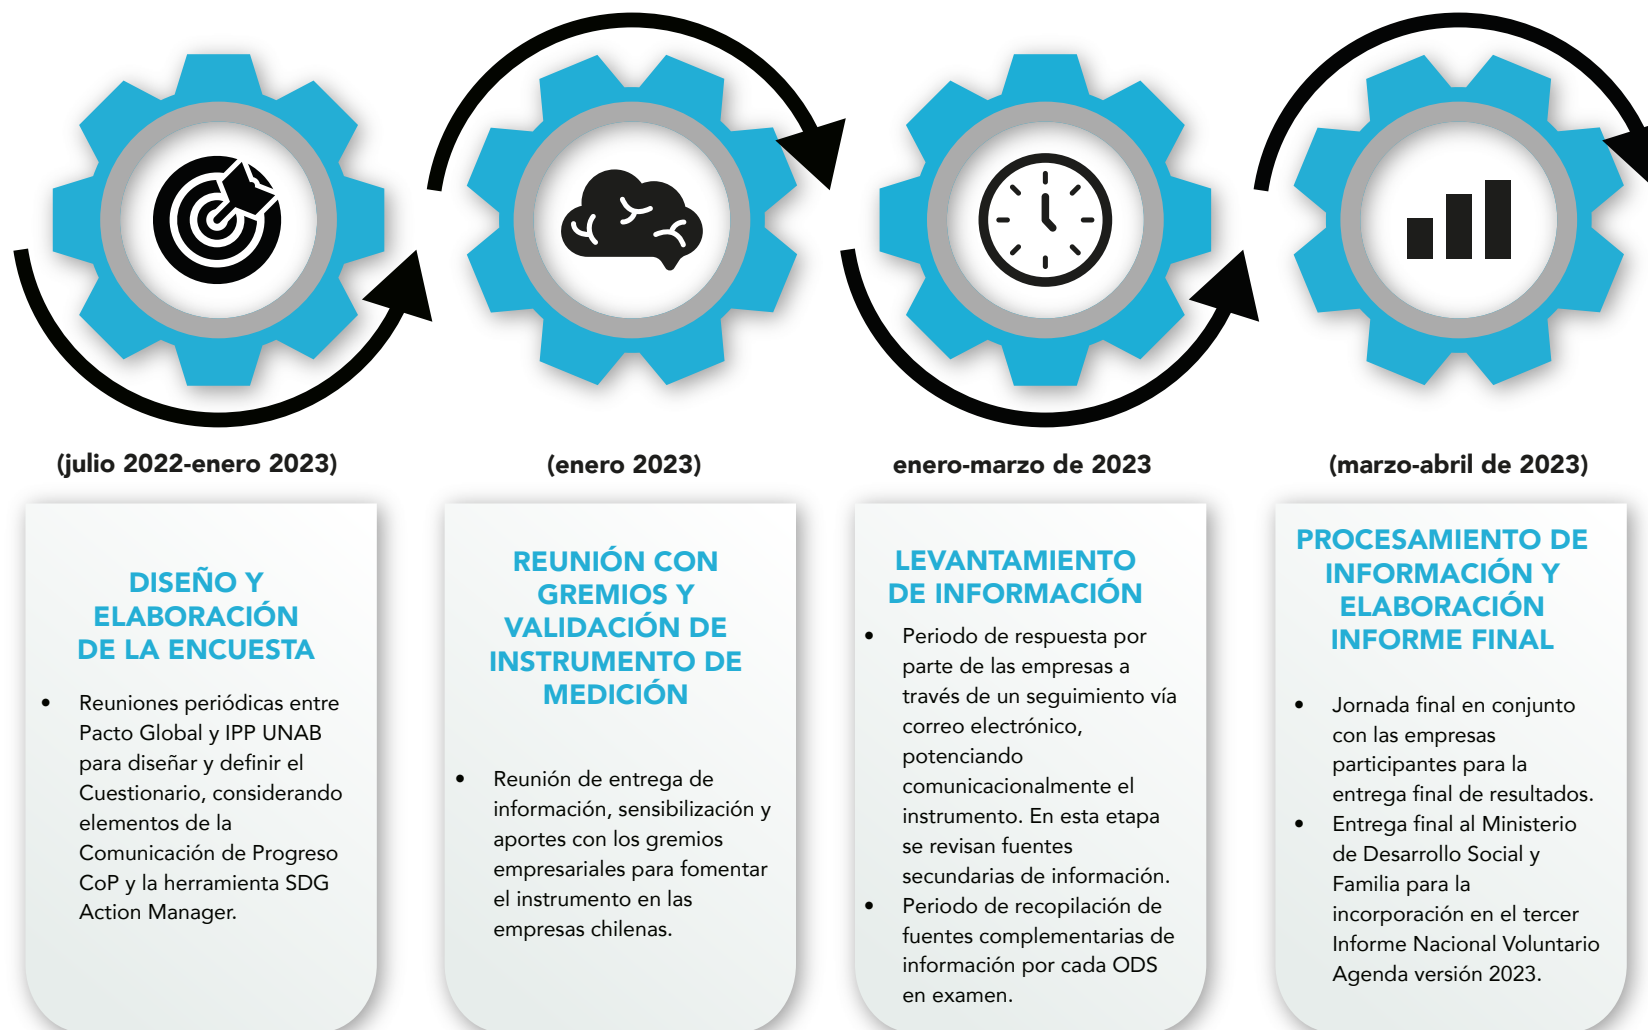 (julio 2022-enero 2023)
DISEÑO Y
ELABORACIÓN
DE LA ENCUESTA
• Reuniones periódicas entre
Pacto Global y IPP UNAB
para diseñar y definir el
Cuestionario, considerando
elementos de la
Comunicación de Progreso
CoP y la herramienta SDG
Action Manager.
(enero 2023)
REUNIÓN CON
GREMIOS Y
VALIDACIÓN DE
INSTRUMENTO DE
MEDICIÓN
• Reunión de entrega de
información, sensibilización y
aportes con los gremios
empresariales para fomentar
el instrumento en las
empresas chilenas.
enero-marzo de 2023
LEVANTAMIENTO
DE INFORMACIÓN
• Periodo de respuesta por
parte de las empresas a
través de un seguimiento vía
correo electrónico,
potenciando
comunicacionalmente el
instrumento. En esta etapa
se revisan fuentes
secundarias de información.
• Periodo de recopilación de
fuentes complementarias de
información por cada ODS
en examen.
(marzo-abril de 2023)
PROCESAMIENTO DE
INFORMACIÓN Y
ELABORACIÓN
INFORME FINAL
• Jornada final en conjunto
con las empresas
participantes para la
entrega final de resultados.
• Entrega final al Ministerio
de Desarrollo Social y
Familia para la
incorporación en el tercer
Informe Nacional Voluntario
Agenda versión 2023.